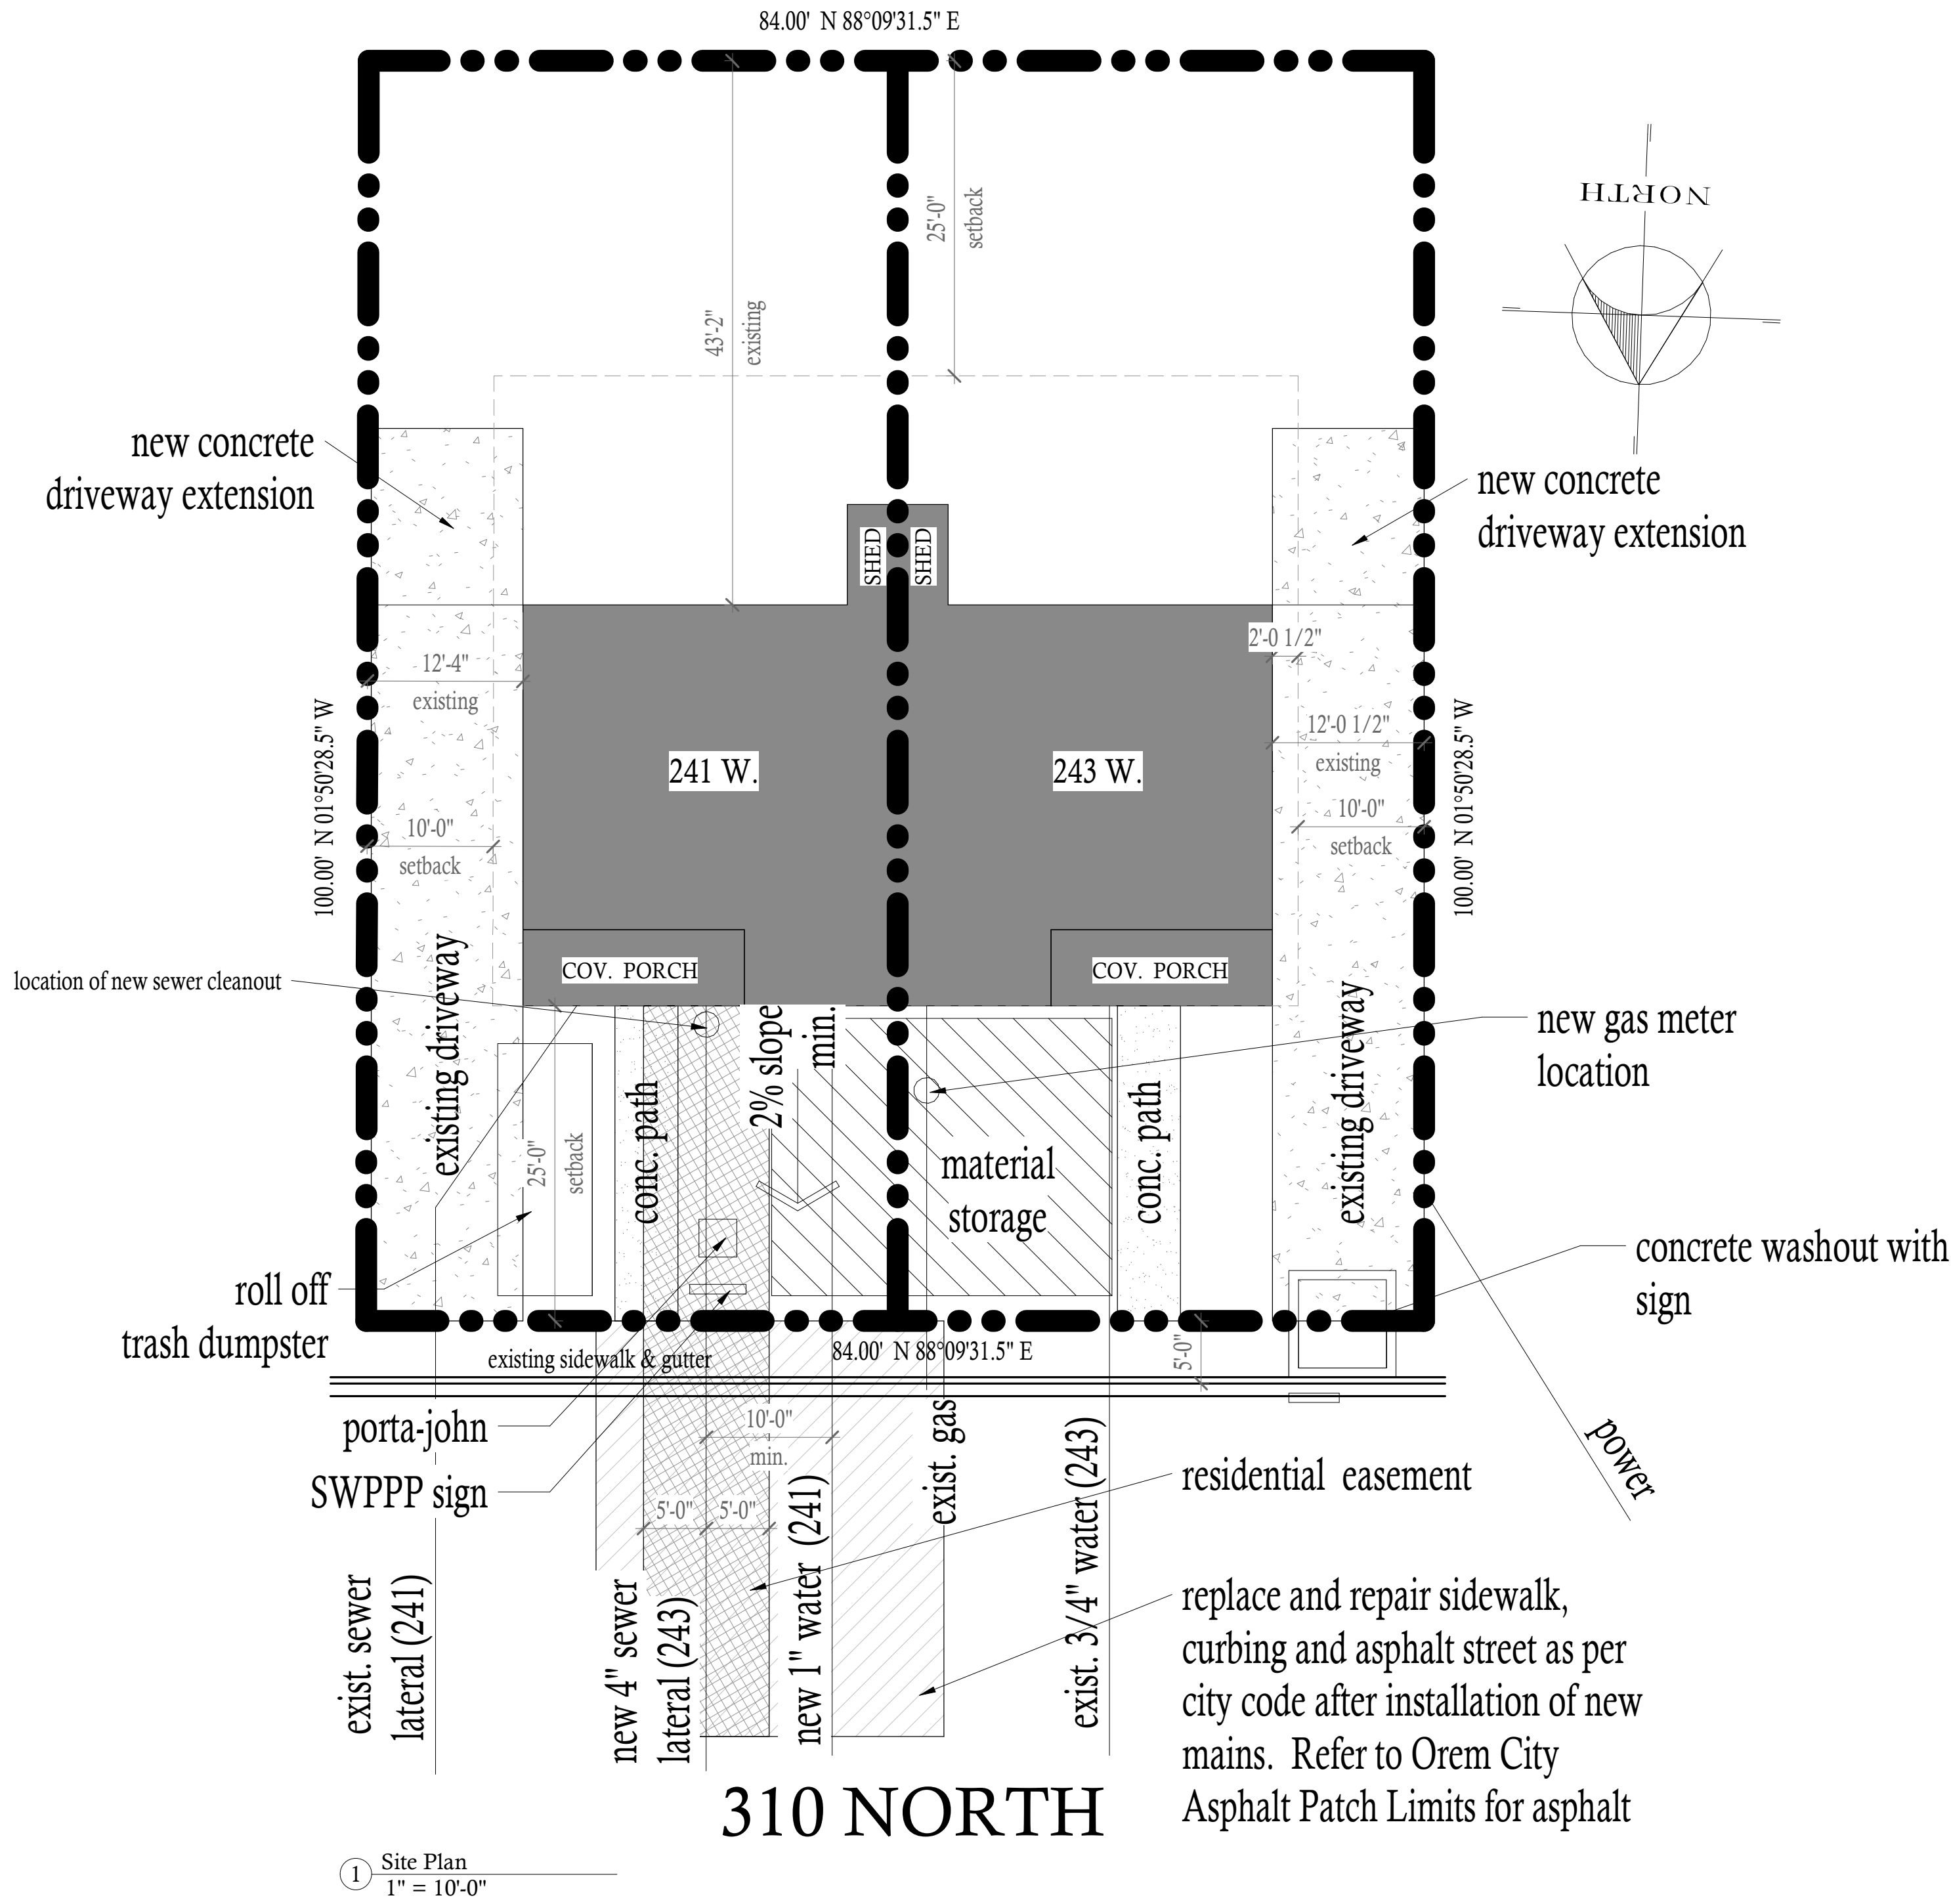 84.00'  N 88°09'31.5" E
NORTH
25'-0"
setback
43'-2"
existing
new concrete
driveway extension
new concrete
driveway extension
SHED
SHED
2'-0 1/2"
12'-4"
existing
12'-0 1/2"
existing
100.00'  N 01°50'28.5" W
100.00'  N 01°50'28.5" W
241 W.
243 W.
10'-0"
setback
10'-0"
setback
COV.  PORCH
COV.  PORCH
location of new sewer cleanout
existing driveway
existing driveway
2% slope
min.
new gas meter
location
conc. path
conc. path
25'-0"
setback
material
storage
roll off
trash dumpster
concrete washout with
sign
existing sidewalk & gutter
84.00'  N 88°09'31.5" E
5'-0"
porta-john
SWPPP sign
10'-0"
min.
5'-0"
5'-0"
power
residential  easement
exist. sewer
lateral (241)
new 4" sewer
lateral (243)
new 1" water  (241)
exist. gas
exist. 3/4" water (243)
replace and repair sidewalk,
curbing and asphalt street as per
city code after installation of new
mains.  Refer to Orem City
Asphalt Patch Limits for asphalt
310 NORTH
1
Site Plan
1" = 10'-0"